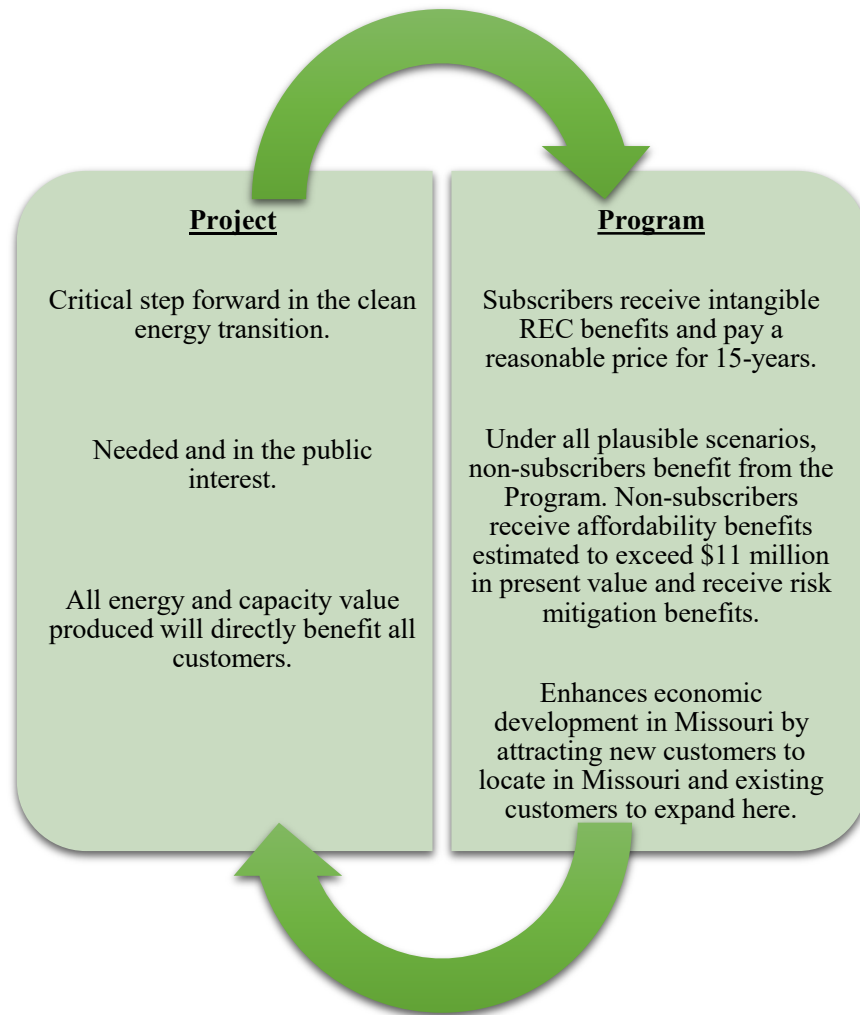 Project
Critical step forward in the clean
energy transition.
Needed and in the public
interest.
All energy and capacity value
produced will directly benefit all
customers.
Program
Subscribers receive intangible
REC benefits and pay a
reasonable price for 15-years.
Under all plausible scenarios,
non-subscribers benefit from the
Program. Non-subscribers
receive affordability benefits
estimated to exceed $11 million
in present value and receive risk
mitigation benefits.
Enhances economic
development in Missouri by
attracting new customers to
locate in Missouri and existing
customers to expand here.